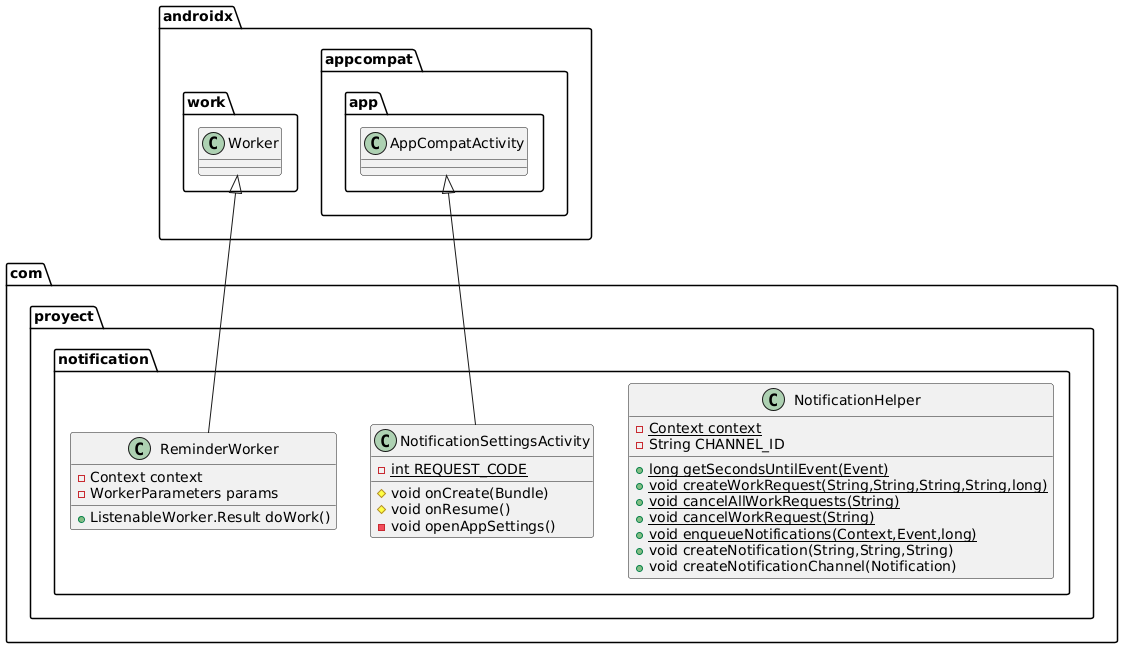 androidx
appcompat
work
app
C Worker
C AppCompatActivity
com
proyect
notification
C NotificationHelper
Context context
String CHANNEL_ID
long getSecondsUntilEvent(Event)
void createWorkRequest(String,String,String,String,long)
void cancelAllWorkRequests(String)
void cancelWorkRequest(String)
void enqueueNotifications(Context,Event,long)
void createNotification(String,String,String)
void createNotificationChannel(Notification)
C NotificationSettingsActivity
int REQUEST_CODE
void onCreate(Bundle)
void onResume()
void openAppSettings()
C ReminderWorker
Context context
WorkerParameters params
ListenableWorker.Result doWork()